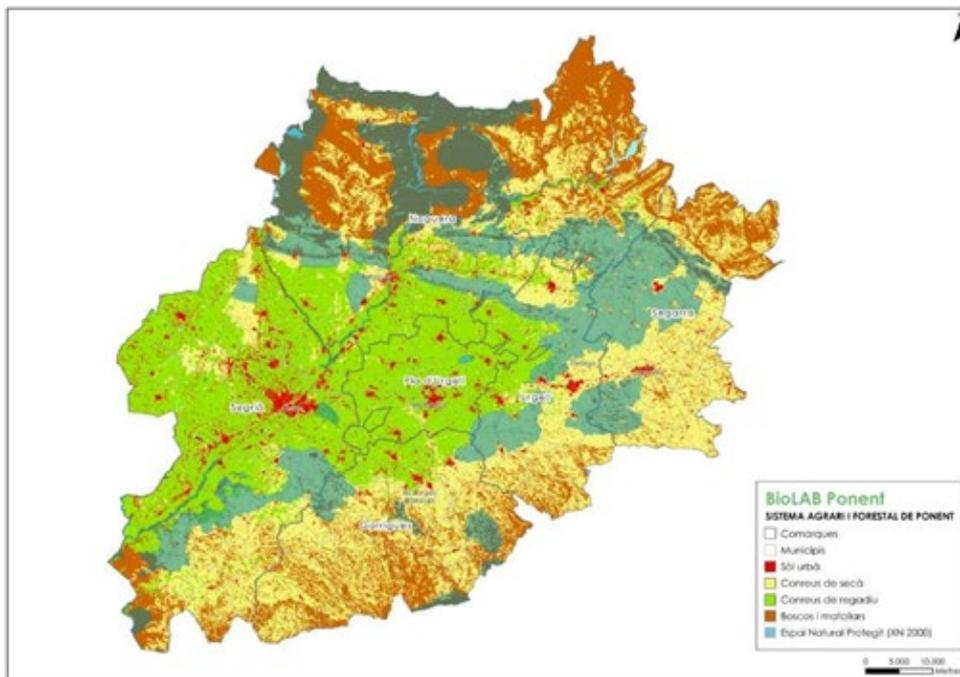 Noguera
Segarra
Pla d'Urgell
Urgell
Segrià
Garrigues
BioLAB Ponent
SISTEMA AGRARI I FORESTAL DE PONENT
Comarques
Municipis
Sòl urbà
Conreus de secà
Conreus de regadiu
Boscos i matollars
Espai Natural Protegit (XN 2000)
0 5.000 10.000
Metres